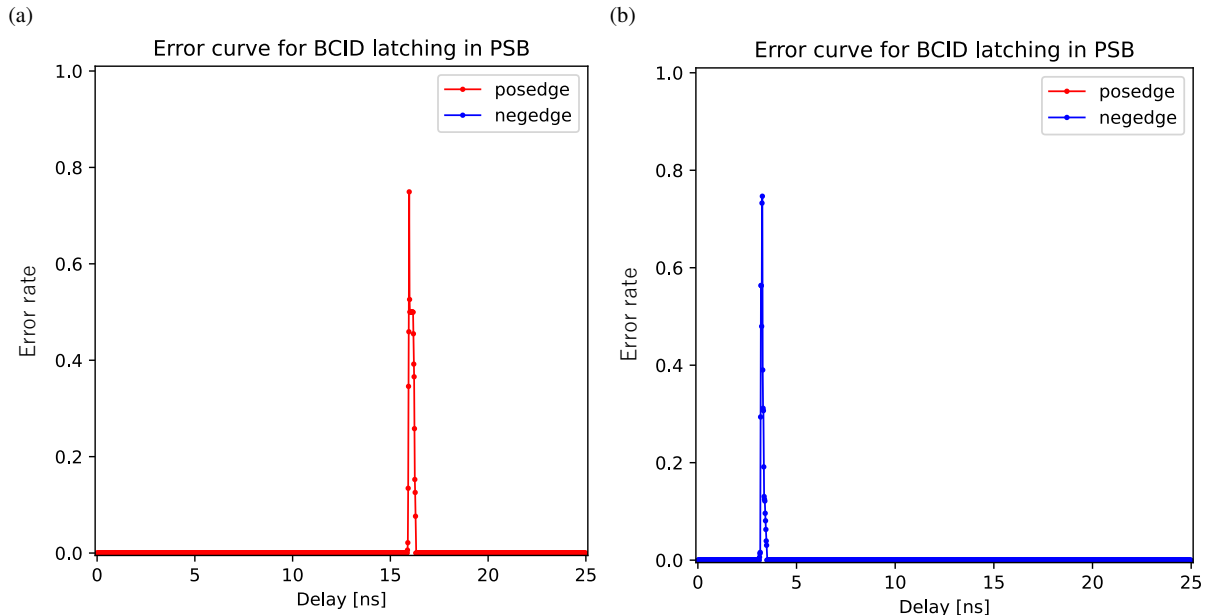 (a)
Error curve for BCID latching in PSB
posedge
negedge
1.0
0.8
0.6
0.4
0.2
0.0
Error rate
0 5 10 15 20 25
Delay [ns]
(b)
Error curve for BCID latching in PSB
posedge
negedge
1.0
0.8
0.6
0.4
0.2
0.0
Error rate
0 5 10 15 20 25
Delay [ns]